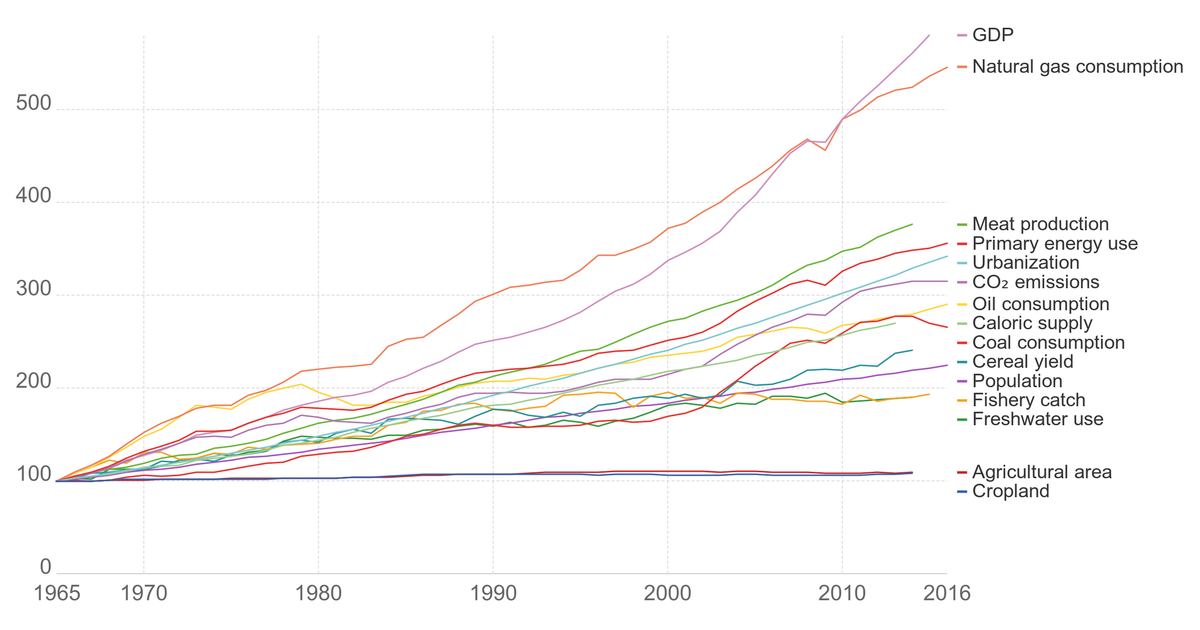 GDP
Natural gas consumption
500
400
Meat production
Primary energy use
Urbanization
CO₂ emissions
300
Oil consumption
Caloric supply
Coal consumption
Cereal yield
200
Population
Fishery catch
Freshwater use
100
Agricultural area
Cropland
0
1965 1970 1980 1990 2000 2010 2016